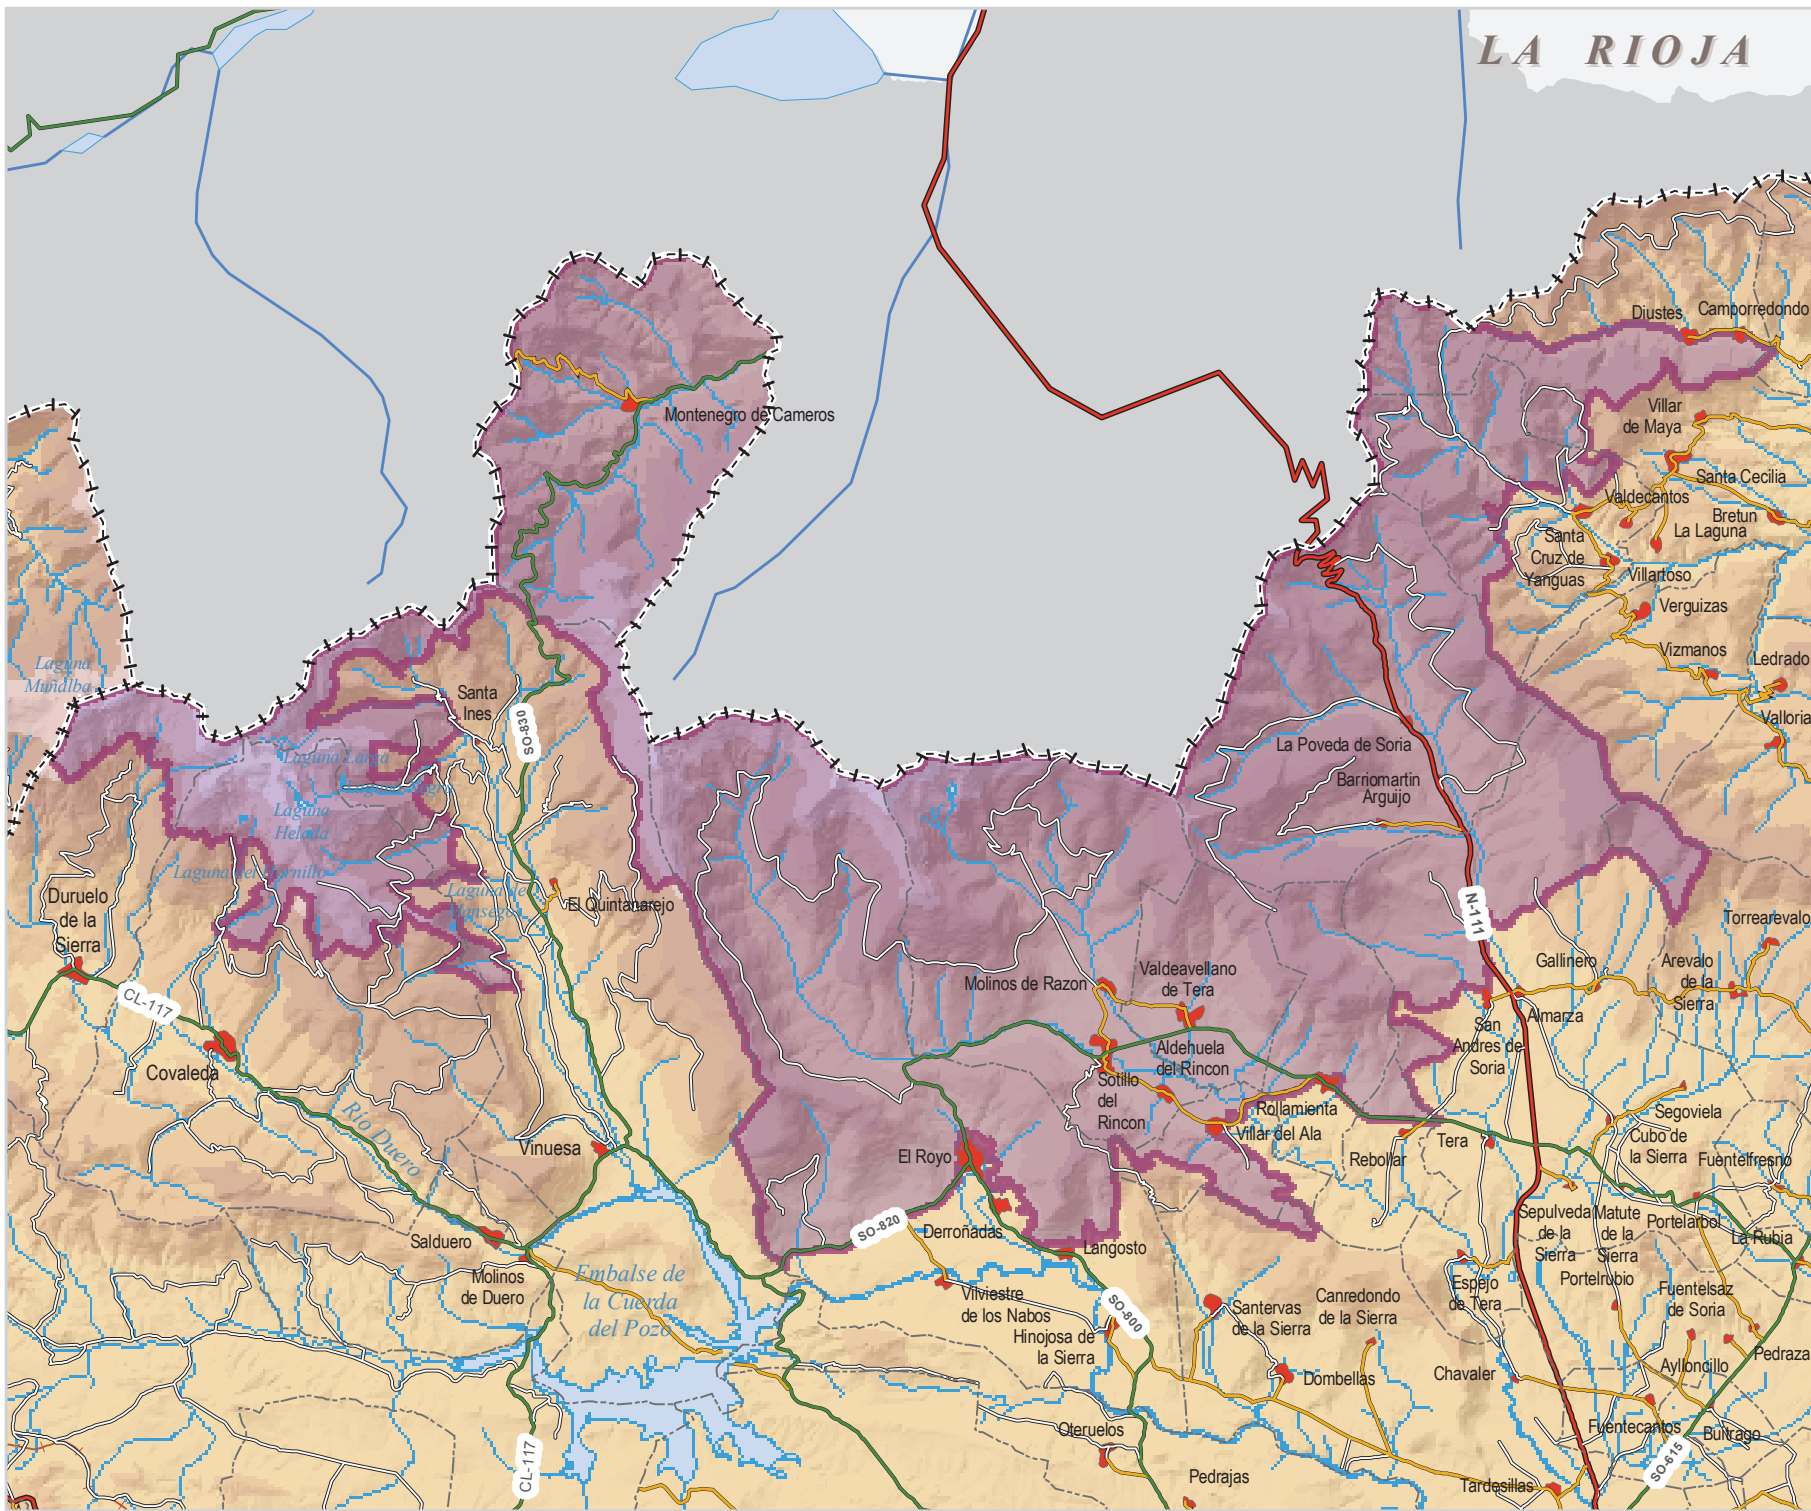 LA RIOJA
Diustes
Camporredondo
Montenegro de Cameros
Villar
de Maya
Santa Cecilia
Valdecantos
Bretun
La Laguna
Santa
Cruz de
Yanguas
Villartoso
Verguizas
Vizmanos
Ledrado
Valloria
Laguna
Muñalba
Santa
Ines
SO-830
Laguna Larga
Laguna Negra
Laguna
Helada
Laguna del Hornillo
Laguna de
Mansegosa
El Quintanarejo
La Poveda de Soria
Barriomartin
Arguijo
N-111
Duruelo
de la
Sierra
CL-117
Covaleda
Río Duero
Vinuesa
Salduero
Molinos
de Duero
Embalse de
la Cuerda
del Pozo
CL-117
Molinos de Razon
Valdeavellano
de Tera
Aldehuela
del Rincon
Sotillo
del
Rincon
Rollamienta
Villar del Ala
El Royo
SO-820
Derroñadas
Langosto
Vilviestre
de los Nabos
SO-800
Hinojosa de
la Sierra
Santervas
de la Sierra
Canredondo
de la Sierra
Dombellas
Oteruelos
Pedrajas
Torrearevalo
Gallinero
Arevalo
de la
Sierra
Almarza
San
Andres de
Soria
Segoviela
Cubo de
la Sierra
Fuentelfresno
Rebollar
Tera
Sepulveda
de la
Sierra
Matute
de la
Sierra
Portelarbol
La Rubia
Portelrubio
Espejo
de Tera
Fuentelsaz
de Soria
Pedraza
Aylloncillo
Chavaler
Fuentecantos
Buitrago
SO-615
Tardesillas